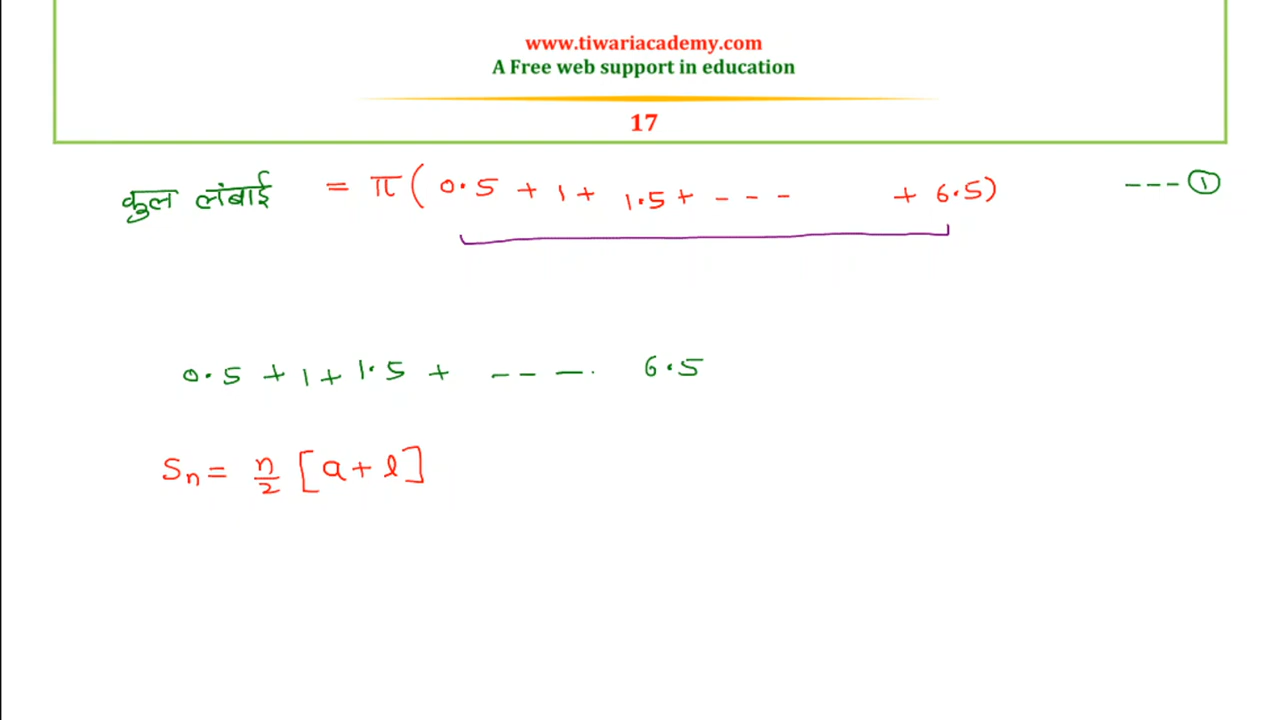 www.tiwariacademy.com
A Free web support in education
17
कुल लंबाई = π(0.5 + 1 + 1.5 + - - - + 6.5) - - - ①
0.5 + 1 + 1.5 + - - - . 6.5
Sn = n/2 [a + l]